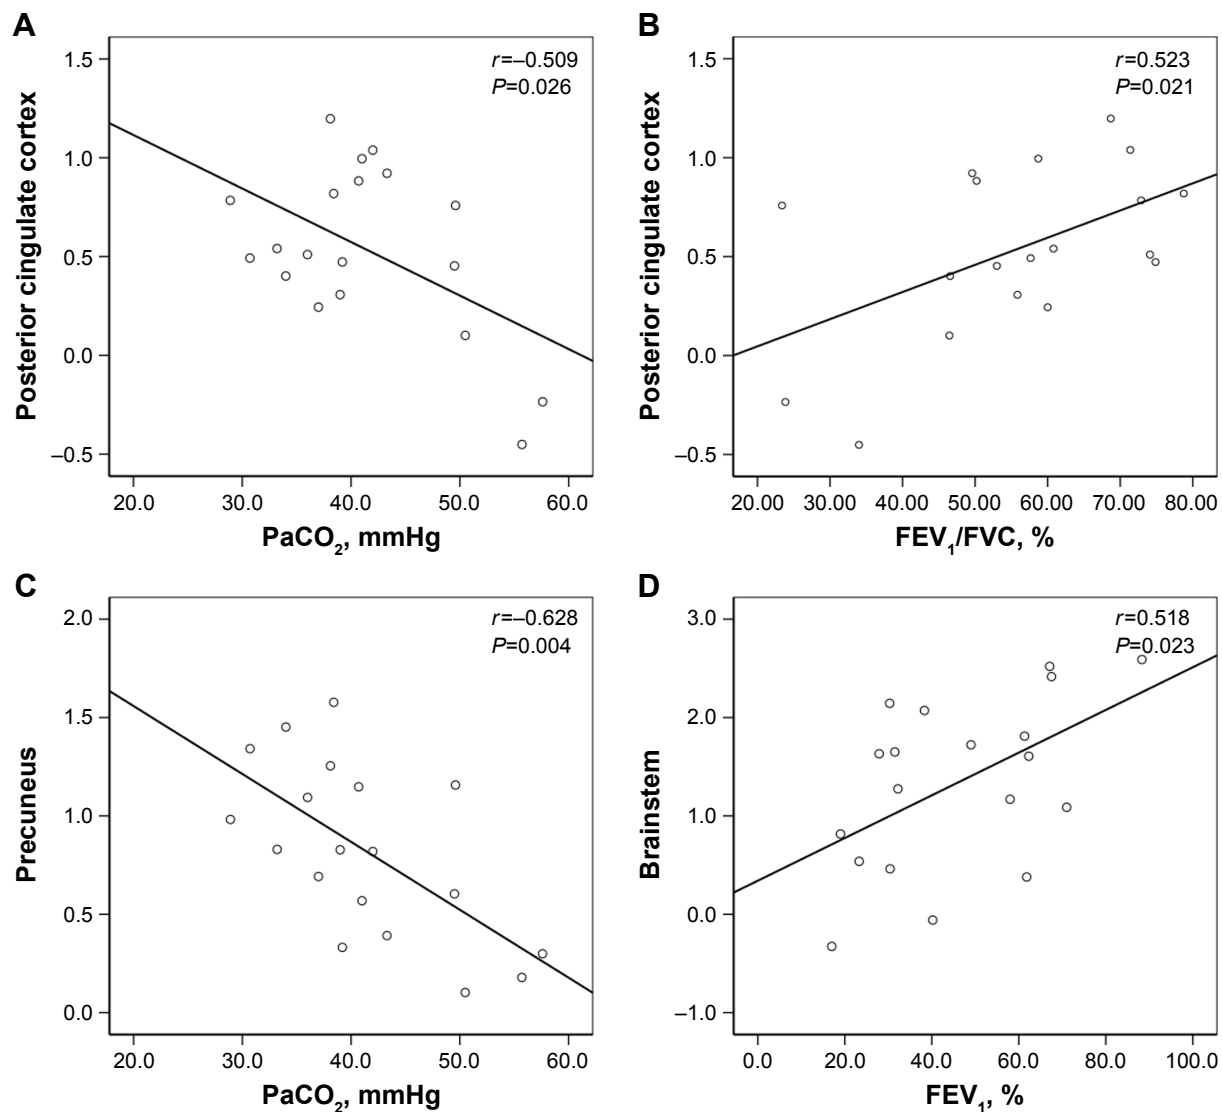 A
r=–0.509
P=0.026
1.5
1.0
0.5
0.0
–0.5
Posterior cingulate cortex
20.0 30.0 40.0 50.0 60.0
PaCO2, mmHg
B
r=0.523
P=0.021
1.5
1.0
0.5
0.0
–0.5
Posterior cingulate cortex
20.00 30.00 40.00 50.00 60.00 70.00 80.00
FEV1/FVC, %
C
r=–0.628
P=0.004
2.0
1.5
1.0
0.5
0.0
Precuneus
20.0 30.0 40.0 50.0 60.0
PaCO2, mmHg
D
r=0.518
P=0.023
3.0
2.0
1.0
0.0
–1.0
Brainstem
0.0 20.0 40.0 60.0 80.0 100.0
FEV1, %